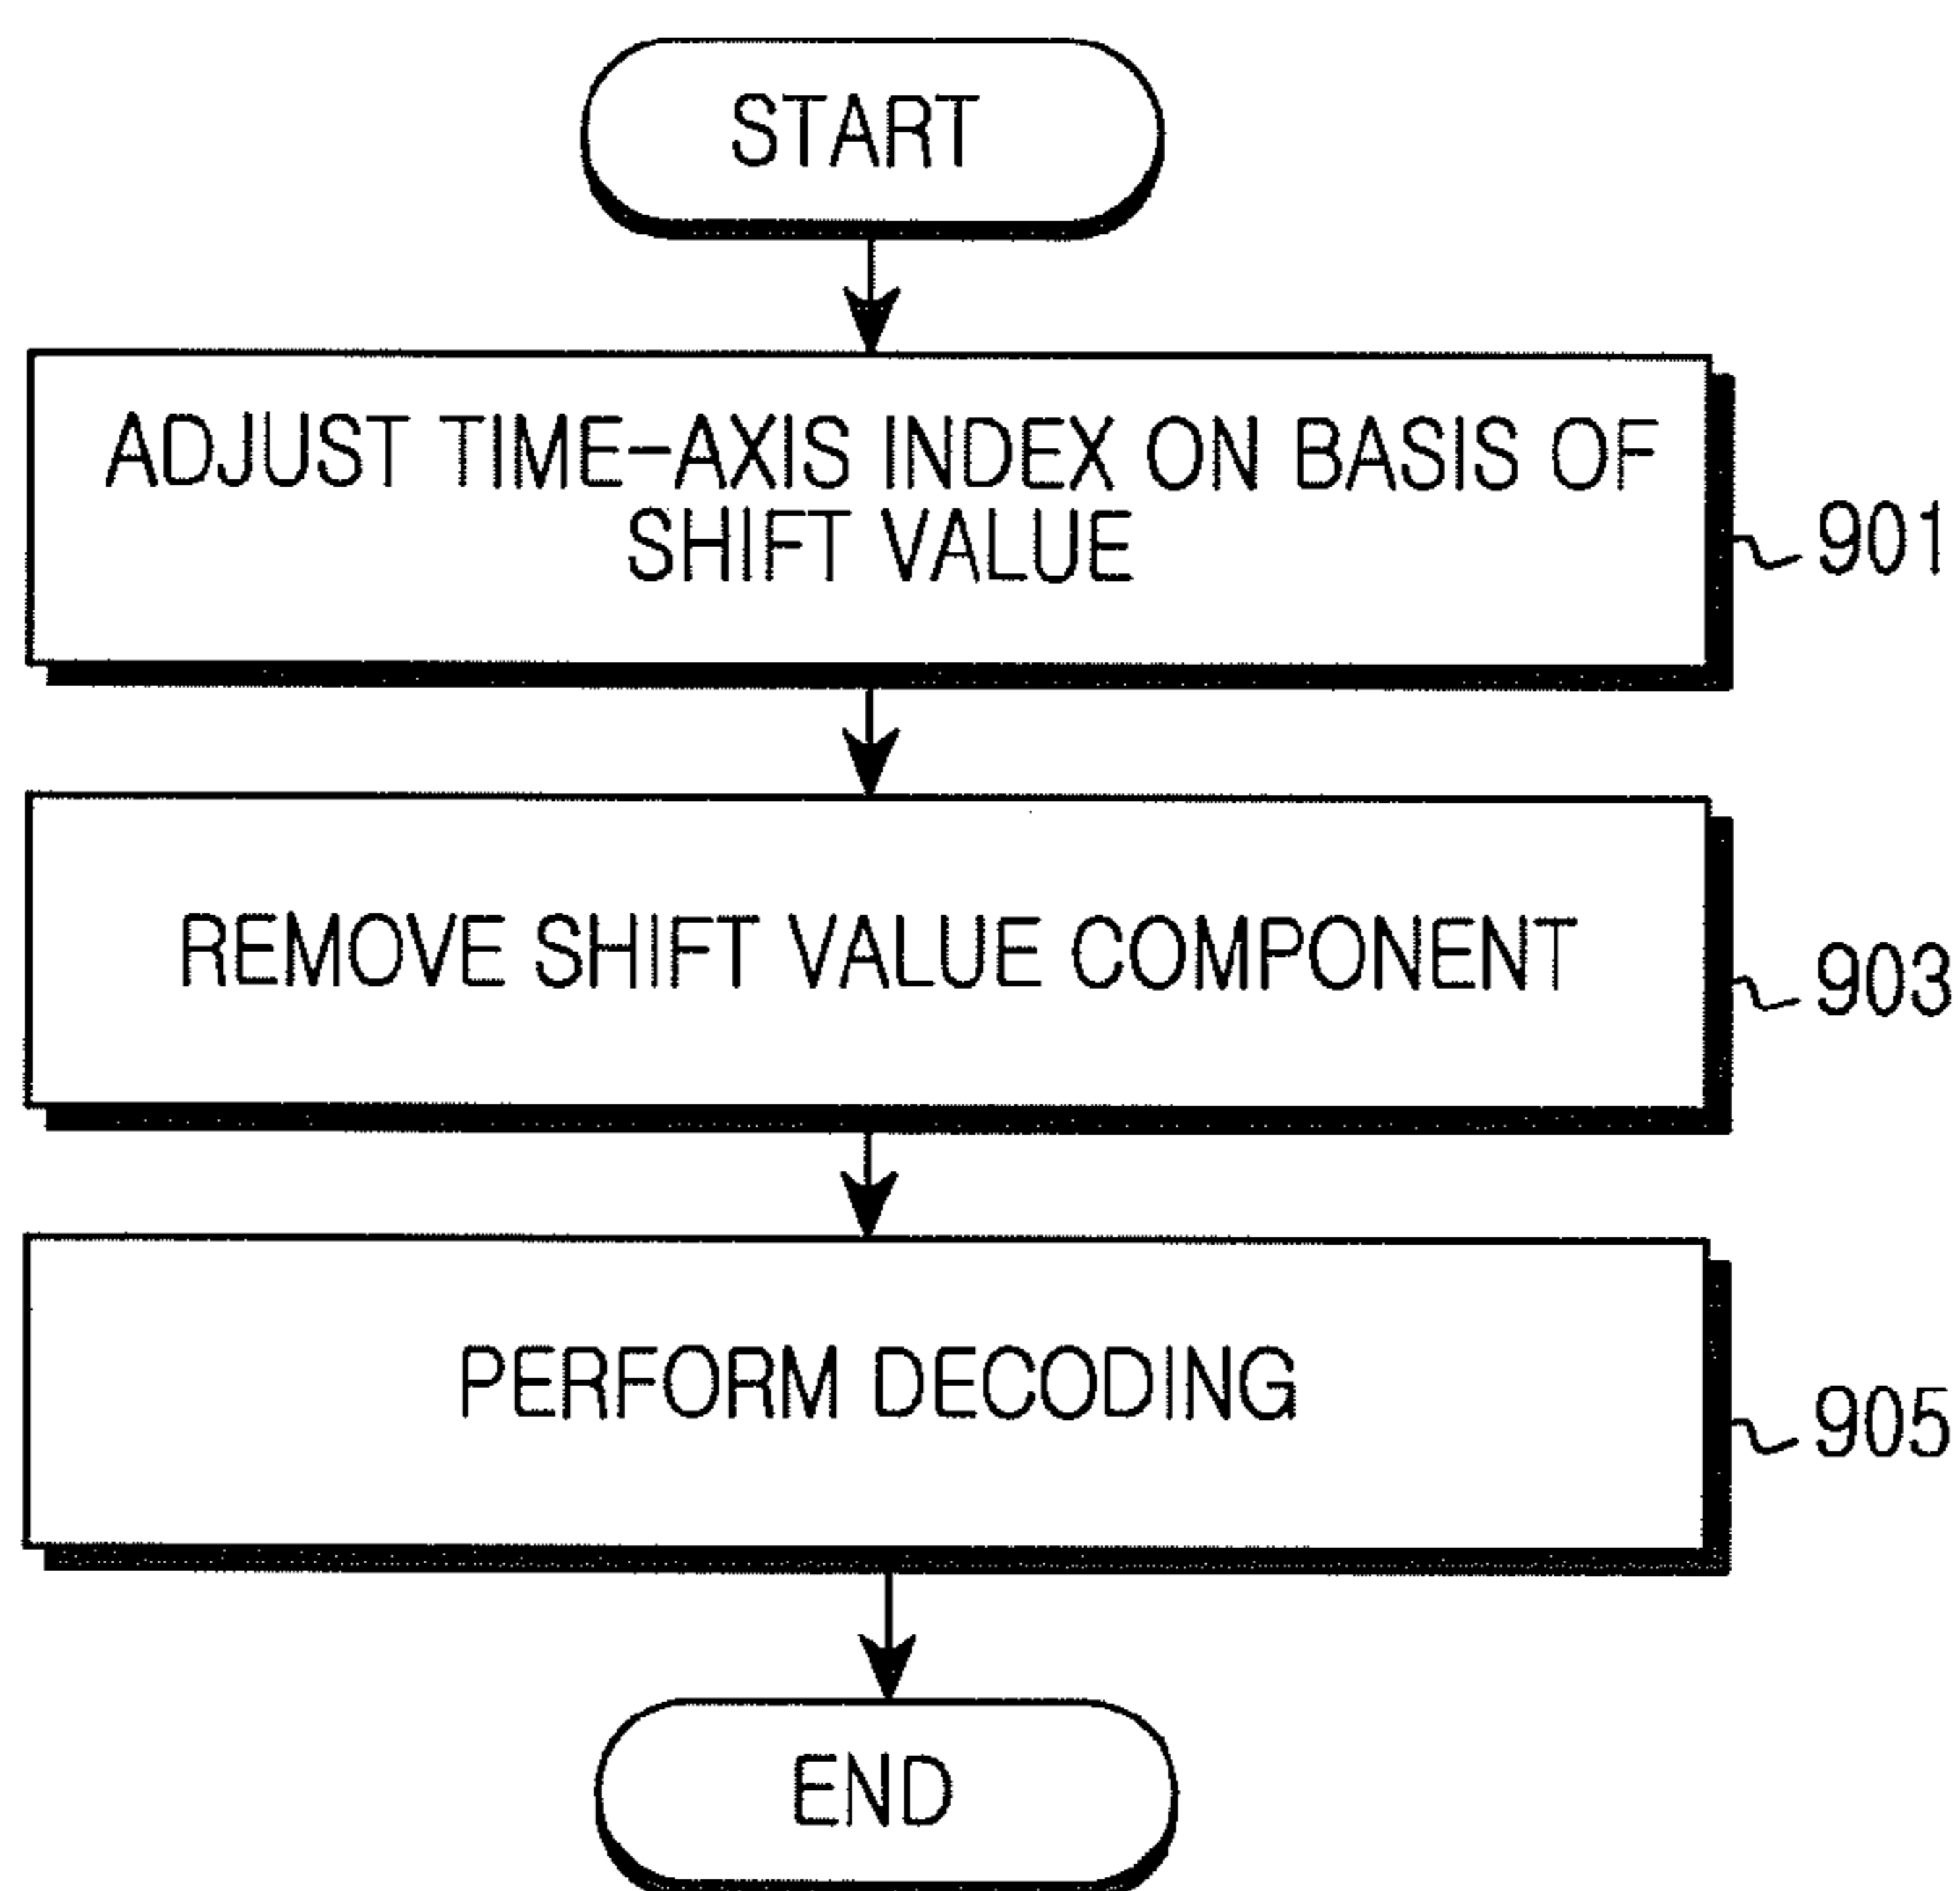 START
ADJUST TIME-AXIS INDEX ON BASIS OF
SHIFT VALUE
901
REMOVE SHIFT VALUE COMPONENT
903
PERFORM DECODING
905
END